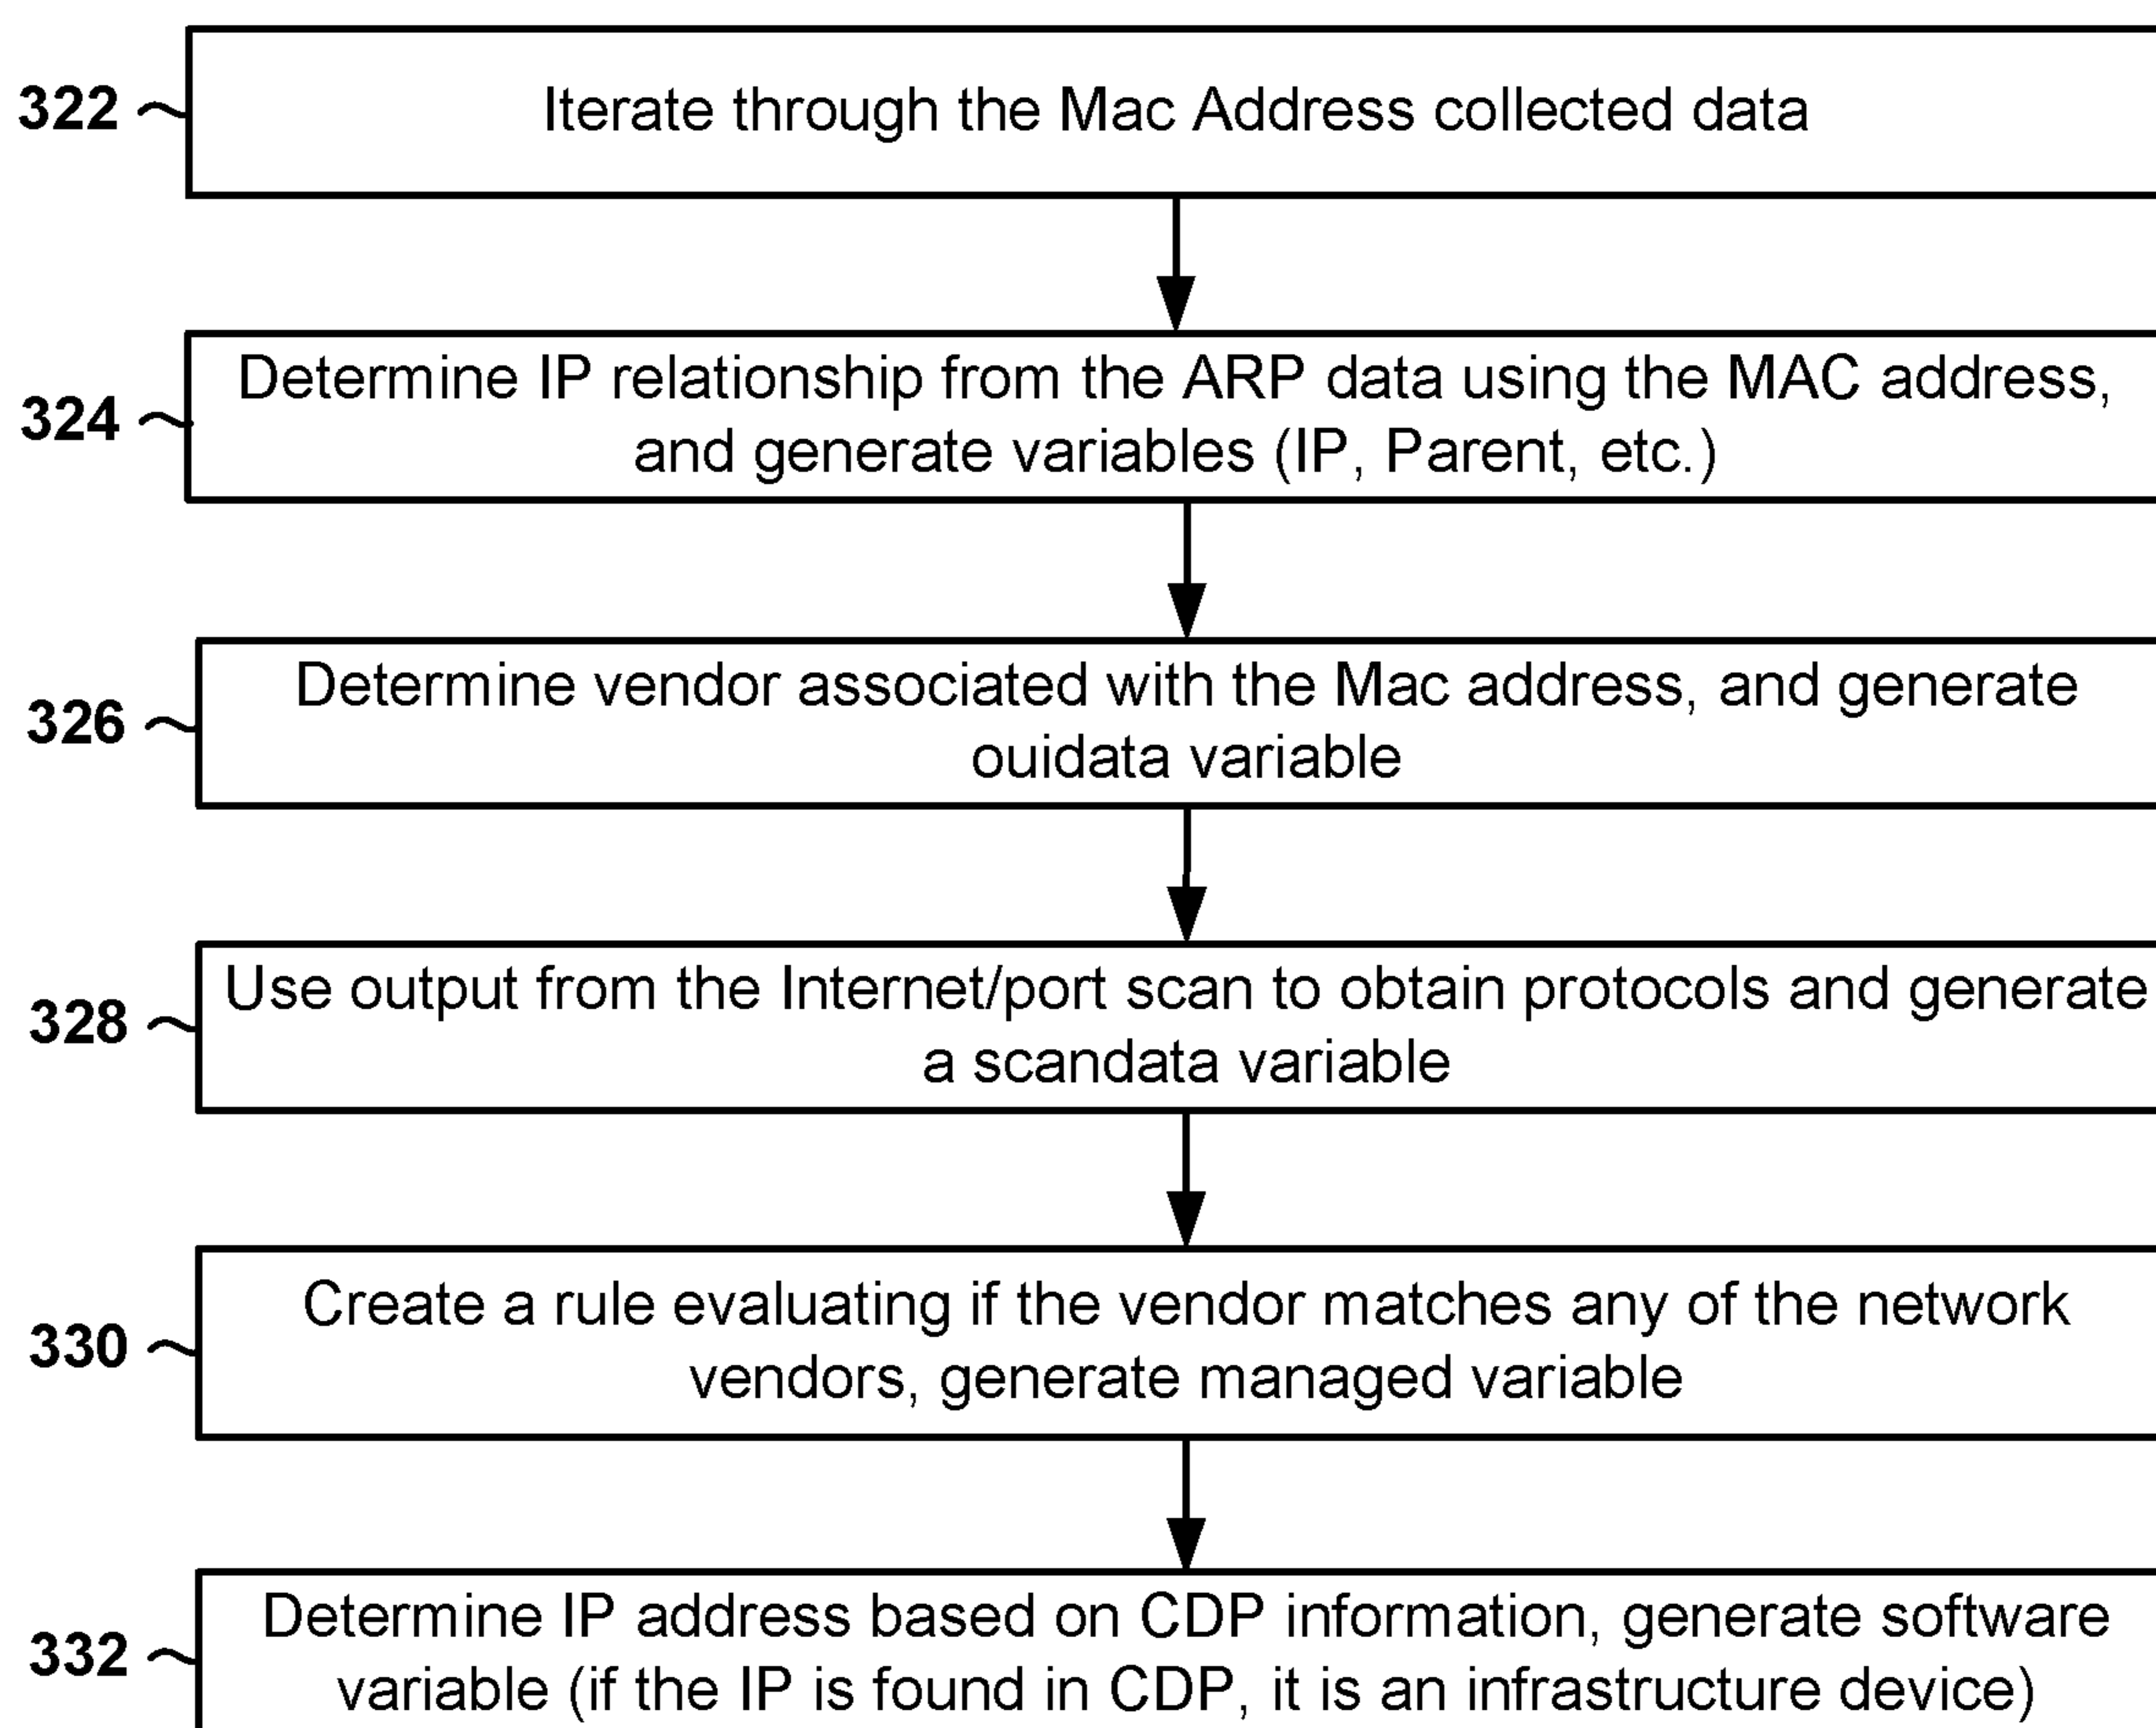 322
Iterate through the Mac Address collected data
324
Determine IP relationship from the ARP data using the MAC address,
and generate variables (IP, Parent, etc.)
326
Determine vendor associated with the Mac address, and generate
ouidata variable
328
Use output from the Internet/port scan to obtain protocols and generate
a scandata variable
330
Create a rule evaluating if the vendor matches any of the network
vendors, generate managed variable
332
Determine IP address based on CDP information, generate software
variable (if the IP is found in CDP, it is an infrastructure device)